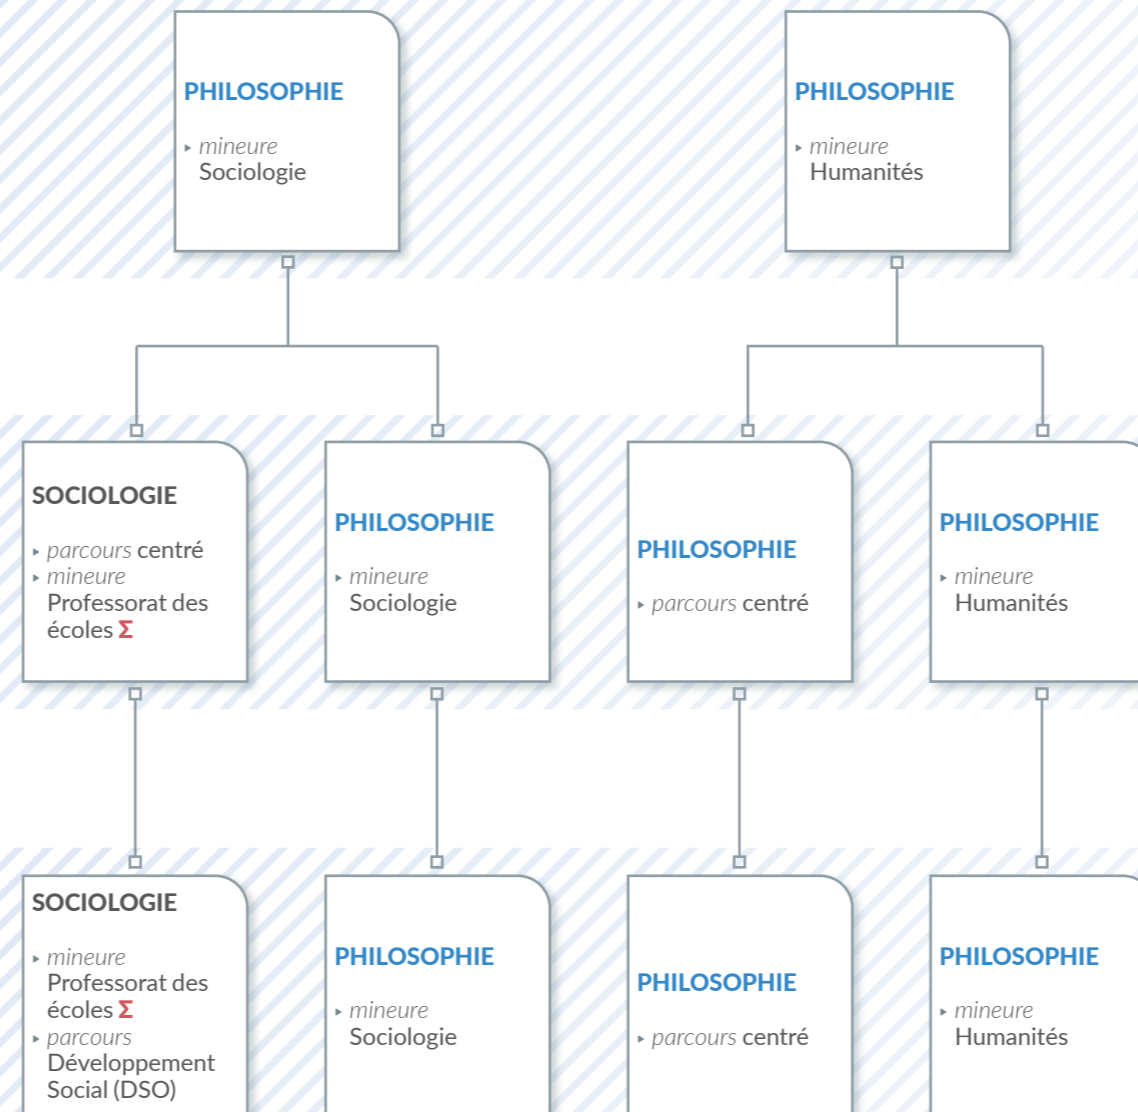 PHILOSOPHIE
▸ mineure
Sociologie
PHILOSOPHIE
▸ mineure
Humanités
SOCIOLOGIE
▸ parcours centré
▸ mineure
Professorat des
écoles Σ
PHILOSOPHIE
▸ mineure
Sociologie
PHILOSOPHIE
▸ parcours centré
PHILOSOPHIE
▸ mineure
Humanités
SOCIOLOGIE
▸ mineure
Professorat des
écoles Σ
▸ parcours
Développement
Social (DSO)
PHILOSOPHIE
▸ mineure
Sociologie
PHILOSOPHIE
▸ parcours centré
PHILOSOPHIE
▸ mineure
Humanités